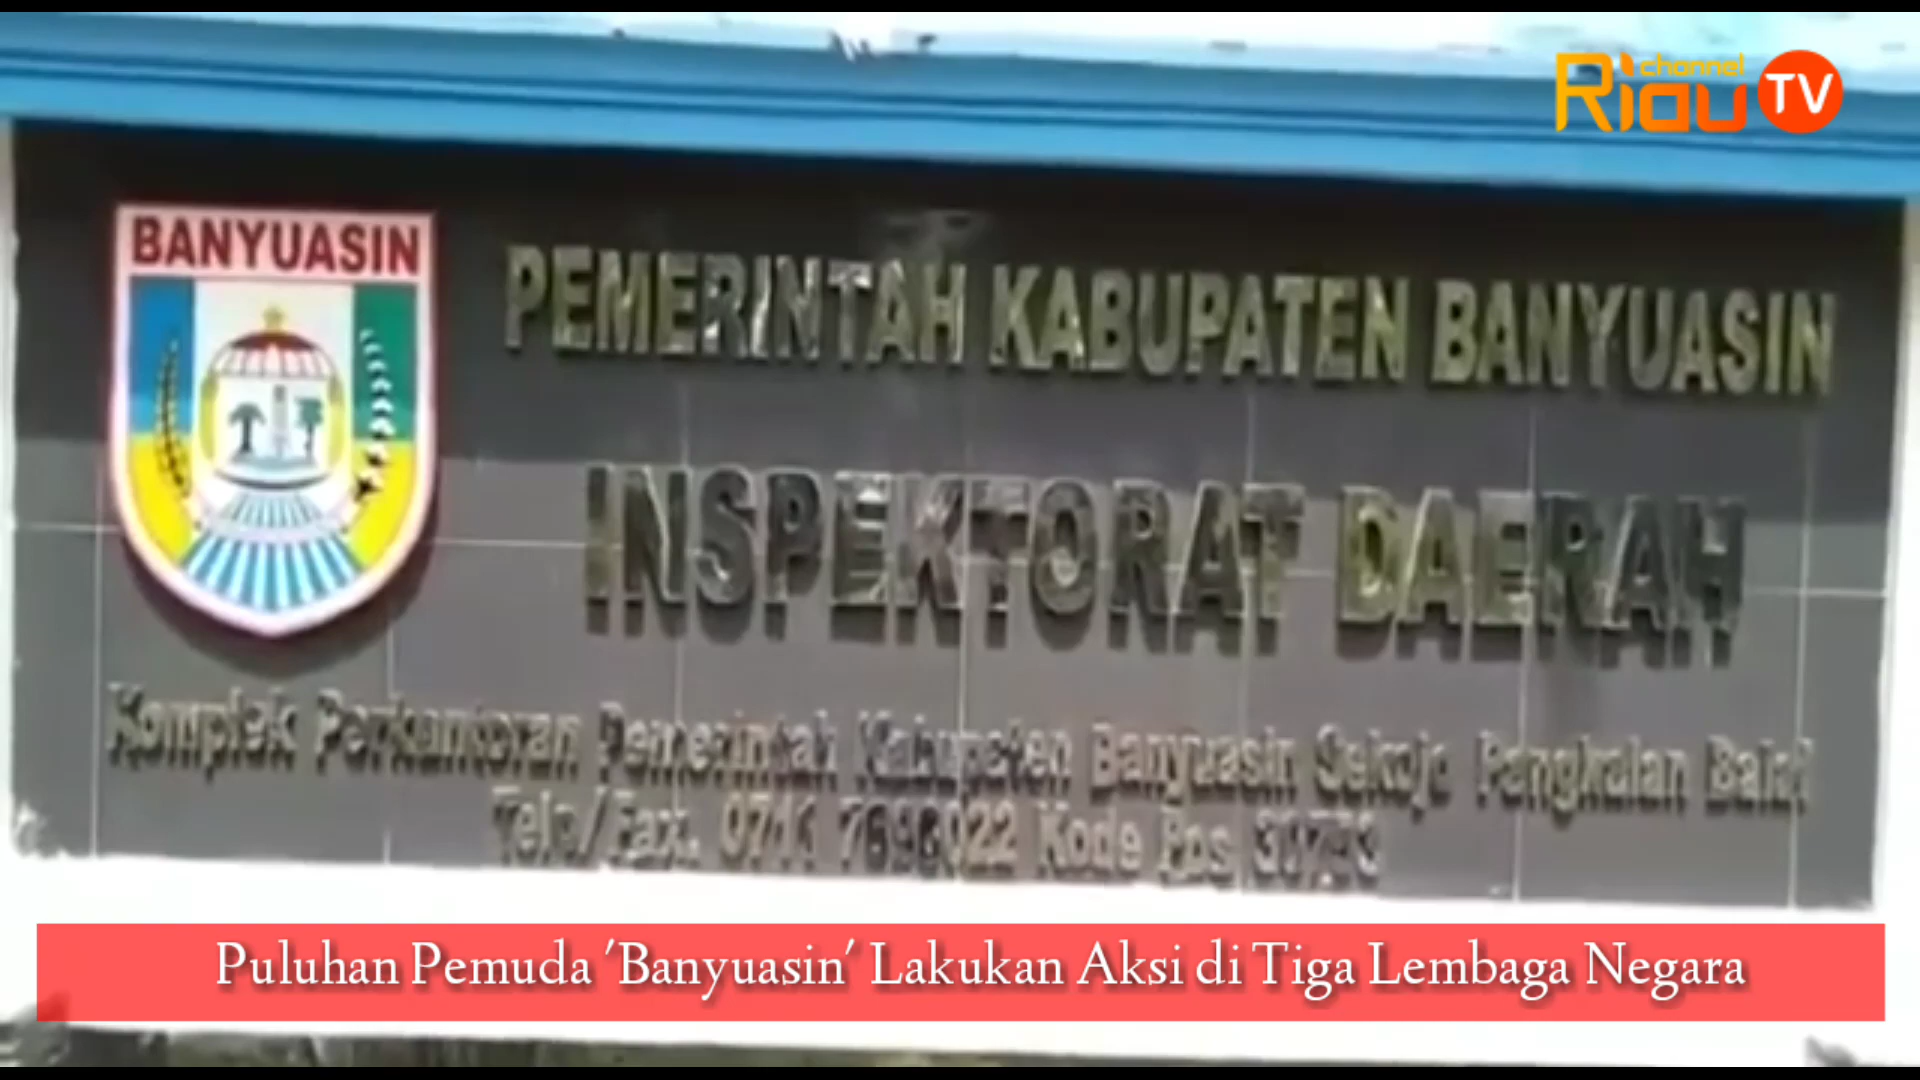 Riau channel TV
BANYUASIN
PEMERINTAH KABUPATEN BANYUASIN
INSPEKTORAT DAERAH
Komplek Perkantoran Pemerintah Kabupaten Banyuasin Sekojo Pangkalan Balai
Telp/Fax. 0711 Kode Pos
Puluhan Pemuda 'Banyuasin' Lakukan Aksi di Tiga Lembaga Negara